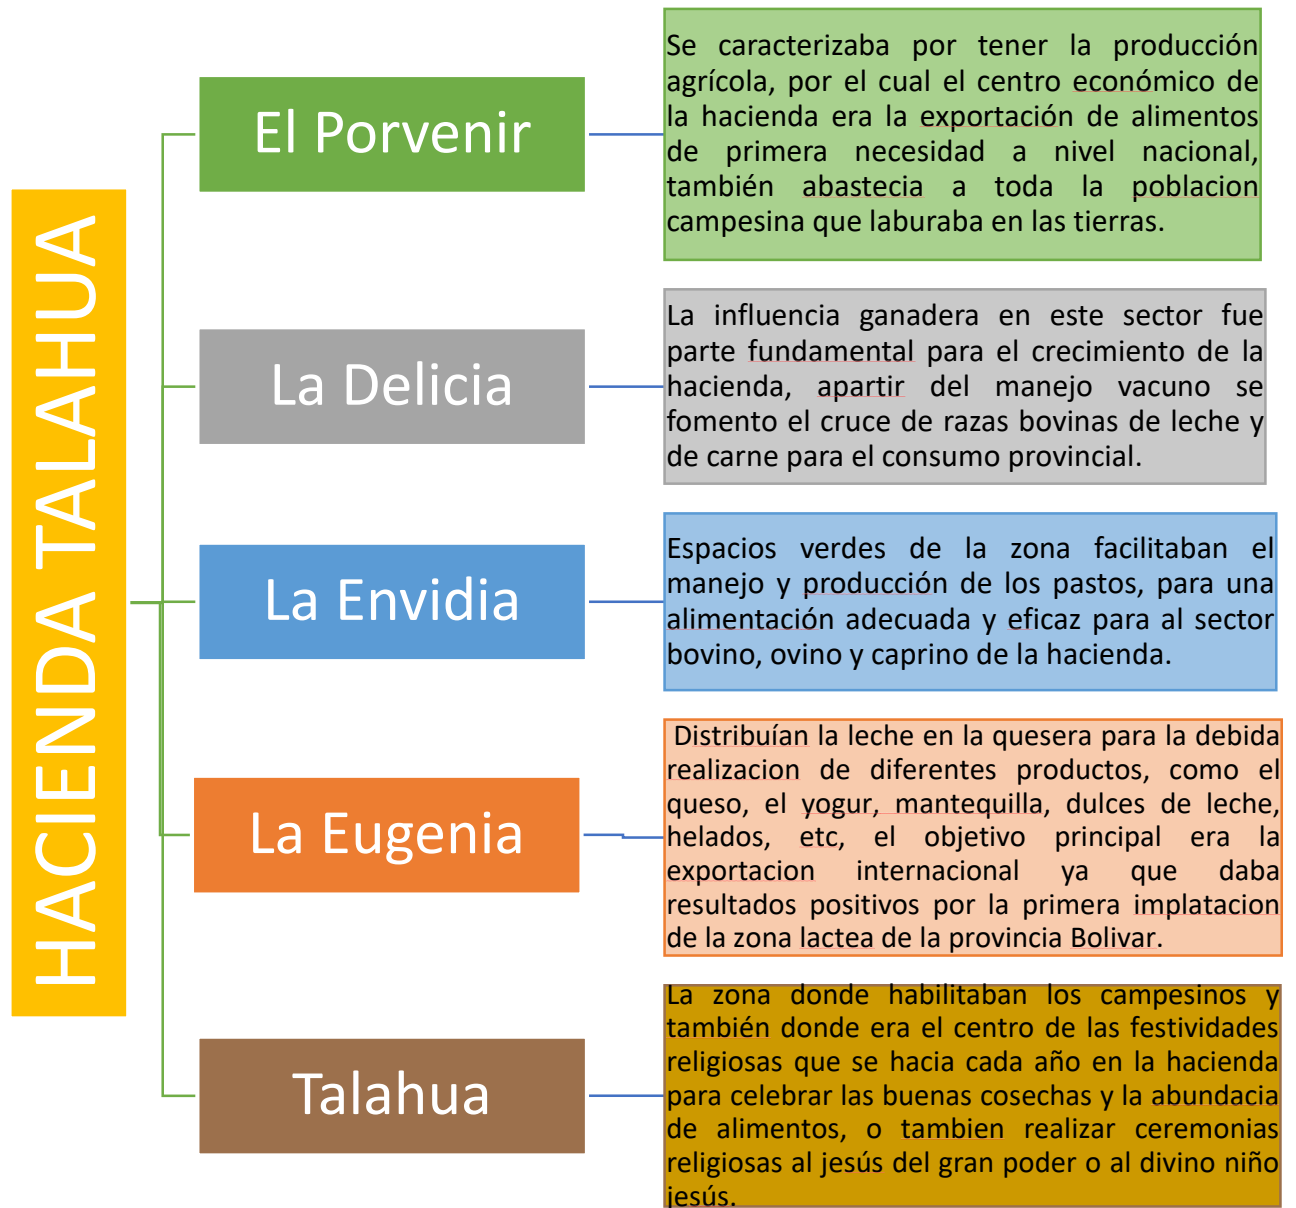 HACIENDA TALAHUA
El Porvenir
Se caracterizaba por tener la producción
agrícola, por el cual el centro económico de
la hacienda era la exportación de alimentos
de primera necesidad a nivel nacional,
también abastecia a toda la poblacion
campesina que laburaba en las tierras.
La Delicia
La influencia ganadera en este sector fue
parte fundamental para el crecimiento de la
hacienda, apartir del manejo vacuno se
fomento el cruce de razas bovinas de leche y
de carne para el consumo provincial.
La Envidia
Espacios verdes de la zona facilitaban el
manejo y producción de los pastos, para una
alimentación adecuada y eficaz para al sector
bovino, ovino y caprino de la hacienda.
La Eugenia
Distribuían la leche en la quesera para la debida
realizacion de diferentes productos, como el
queso, el yogur, mantequilla, dulces de leche,
helados, etc, el objetivo principal era la
exportacion internacional ya que daba
resultados positivos por la primera implatacion
de la zona lactea de la provincia Bolivar.
Talahua
La zona donde habilitaban los campesinos y
también donde era el centro de las festividades
religiosas que se hacia cada año en la hacienda
para celebrar las buenas cosechas y la abundacia
de alimentos, o tambien realizar ceremonias
religiosas al jesús del gran poder o al divino niño
jesús.